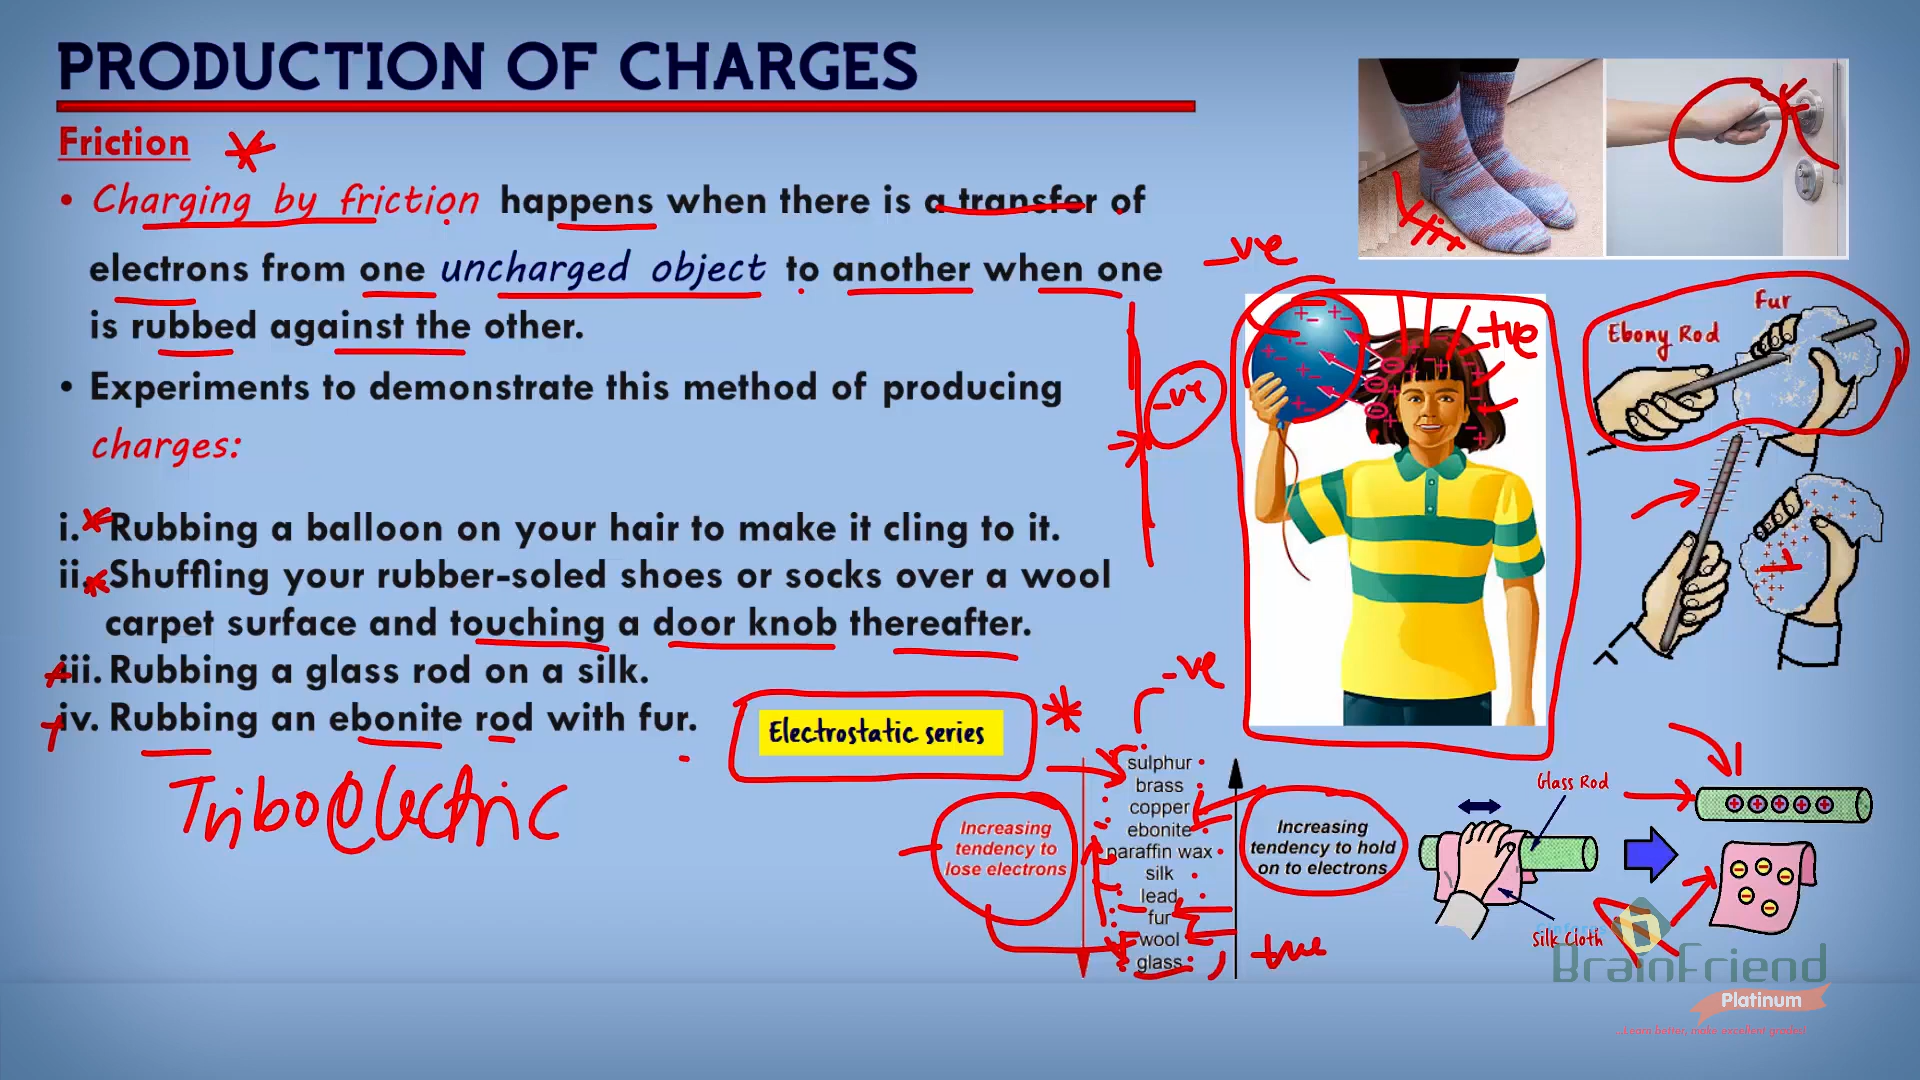 PRODUCTION OF CHARGES
Friction
• Charging by friction happens when there is a transfer of
electrons from one uncharged object to another when one
is rubbed against the other.
• Experiments to demonstrate this method of producing
charges:
i. Rubbing a balloon on your hair to make it cling to it.
ii. Shuffling your rubber-soled shoes or socks over a wool
carpet surface and touching a door knob thereafter.
iii. Rubbing a glass rod on a silk.
iv. Rubbing an ebonite rod with fur.
Electrostatic series
Triboelectric
-ve
-ve
+ve
Fur
Ebony Rod
-ve
sulphur
brass
copper
ebonite
paraffin wax
silk
lead
fur
wool
glass
Increasing
tendency to
lose electrons
Increasing
tendency to hold
on to electrons
+ve
Glass Rod
Silk Cloth
BrainFriend
Platinum
...Learn better, make excellent grades!